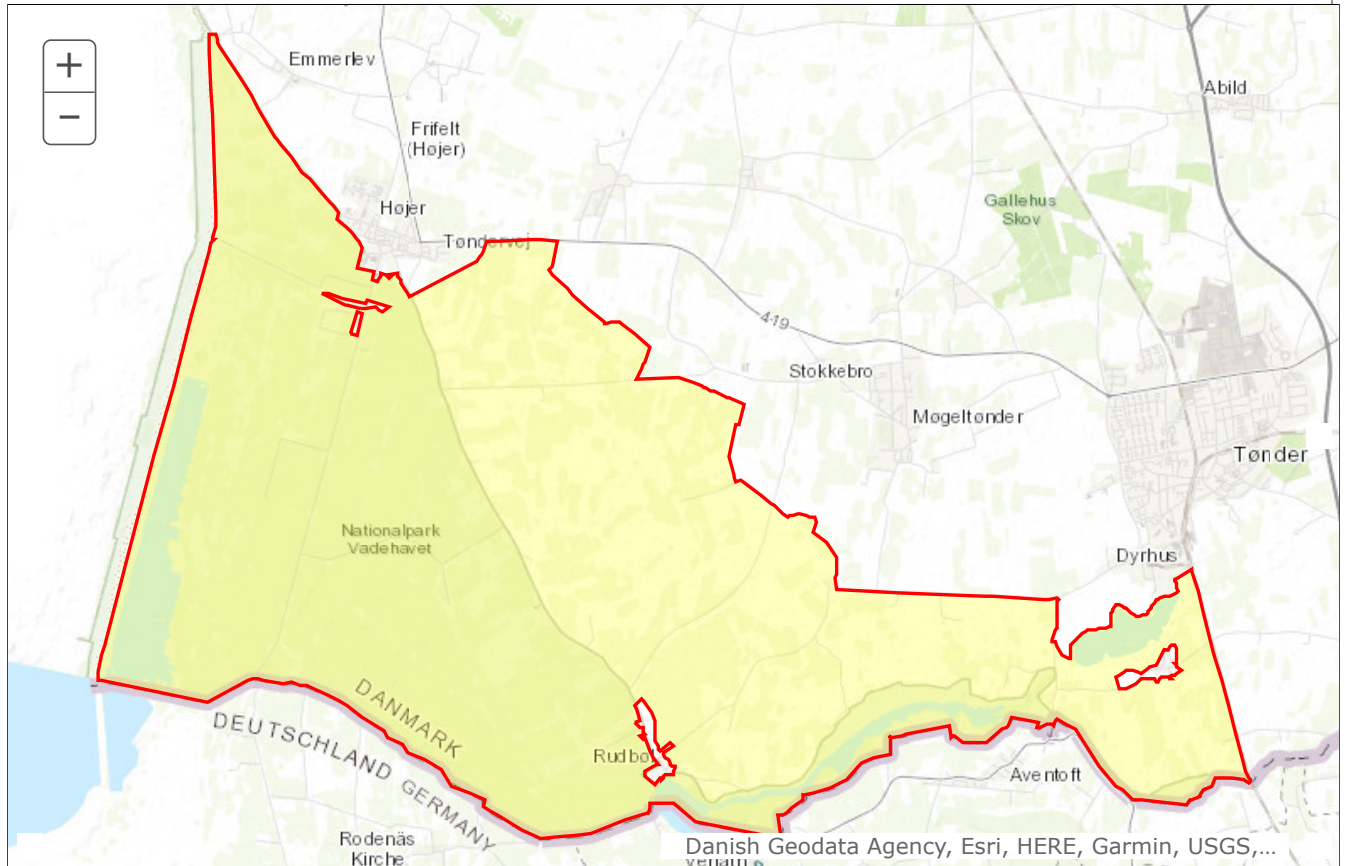 +
−
Emmerlev
Abild
Frifelt
(Højer)
Gallehus
Skov
Højer
Tøndervej
419
Stokkebro
Møgeltønder
Tønder
Nationalpark
Vadehavet
Dyrhus
DANMARK
DEUTSCHLAND
GERMANY
Aventoft
Rodenäs
Kirche
Danish Geodata Agency, Esri, HERE, Garmin, USGS,...